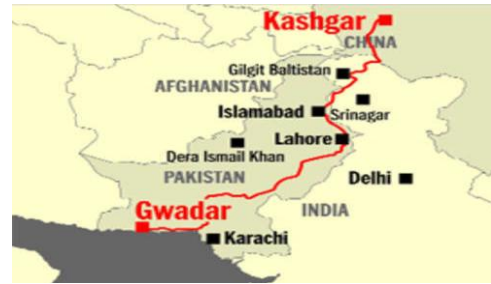 Kashgar
CHINA
Gilgit Baltistan
AFGHANISTAN
Islamabad
Srinagar
Lahore
Dera Ismail Khan
PAKISTAN
Delhi
Gwadar
INDIA
Karachi